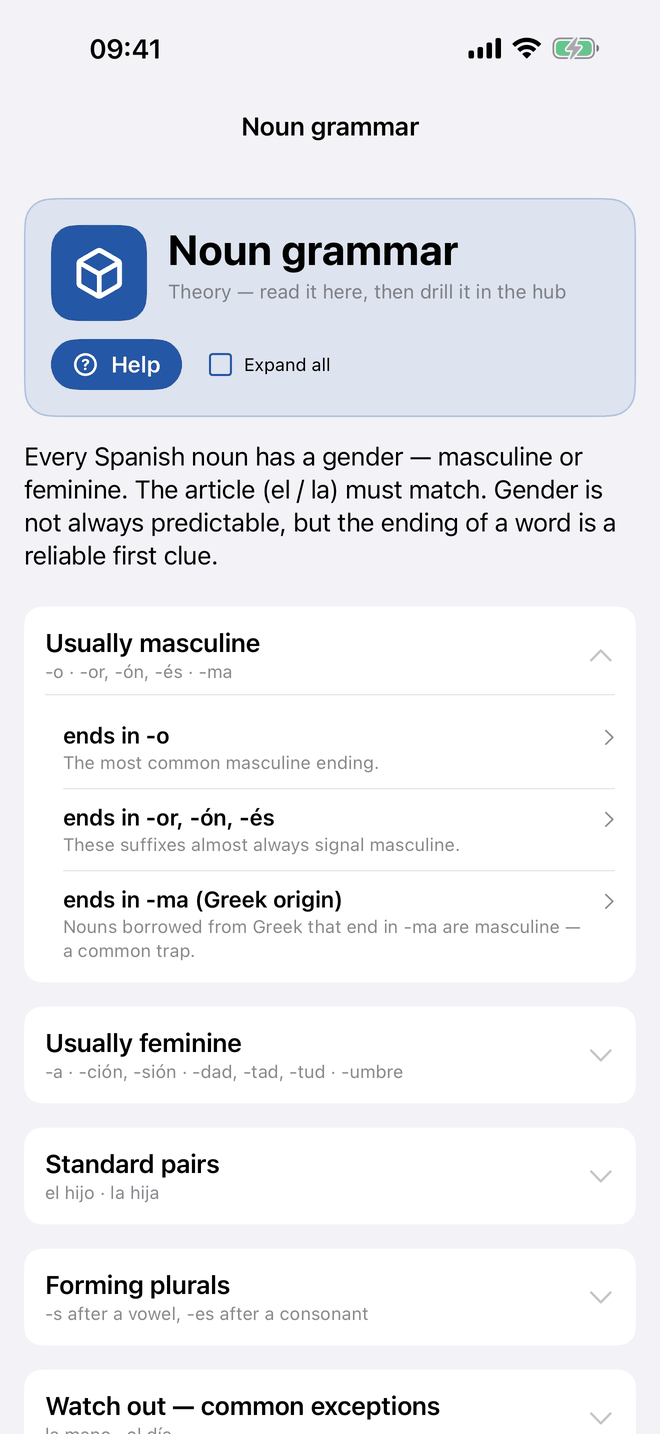 09:41
Noun grammar
Noun grammar
Theory — read it here, then drill it in the hub
Help
Expand all
Every Spanish noun has a gender — masculine or
feminine. The article (el / la) must match. Gender is
not always predictable, but the ending of a word is a
reliable first clue.
Usually masculine
-o · -or, -ón, -és · -ma
ends in -o
The most common masculine ending.
ends in -or, -ón, -és
These suffixes almost always signal masculine.
ends in -ma (Greek origin)
Nouns borrowed from Greek that end in -ma are masculine —
a common trap.
Usually feminine
-a · -ción, -sión · -dad, -tad, -tud · -umbre
Standard pairs
el hijo · la hija
Forming plurals
-s after a vowel, -es after a consonant
Watch out — common exceptions
la mano · el día